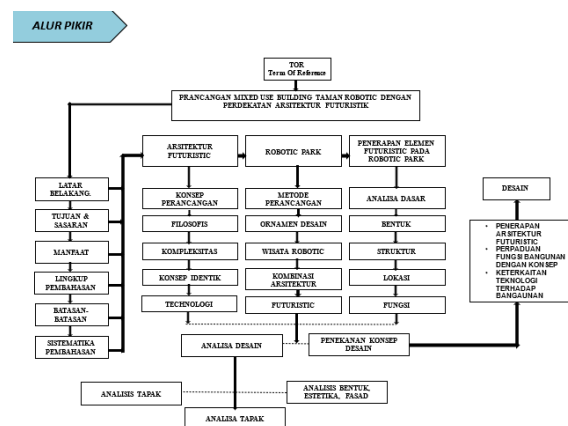 ALUR PIKIR
TOR
Term Of Reference
PRANCANGAN MIXED USE BUILDING TAMAN ROBOTIC DENGAN
PERDEKATAN ARSITEKTUR FUTURISTIK
ARSITEKTUR
FUTURISTIC
ROBOTIC PARK
PENERAPAN ELEMEN
FUTURISTIC PADA
ROBOTIC PARK
LATAR
BELAKANG.
TUJUAN &
SASARAN
MANFAAT
LINGKUP
PEMBAHASAN
BATASAN-
BATASAN
SISTEMATIKA
PEMBAHASAN
KONSEP
PERANCANGAN
FILOSOFIS
KOMPLEKSITAS
KONSEP IDENTIK
TECHNOLOGI
METODE
PERANCANGAN
ORNAMEN DESAIN
WISATA ROBOTIC
KOMBINASI
ARSITEKTUR
FUTURISTIC
ANALISA DASAR
BENTUK
STRUKTUR
LOKASI
FUNGSI
DESAIN
• PENERAPAN
ARSITEKTUR
FUTURISTIC
• PERPADUAN
FUNGSI BANGUNAN
DENGAN KONSEP
• KETERKAITAN
TEKNOLOGI
TERHADAP
BANGAUNAN
ANALISA DESAIN
PENEKANAN KONSEP
DESAIN
ANALISIS TAPAK
ANALISIS BENTUK,
ESTETIKA, FASAD
ANALISA TAPAK